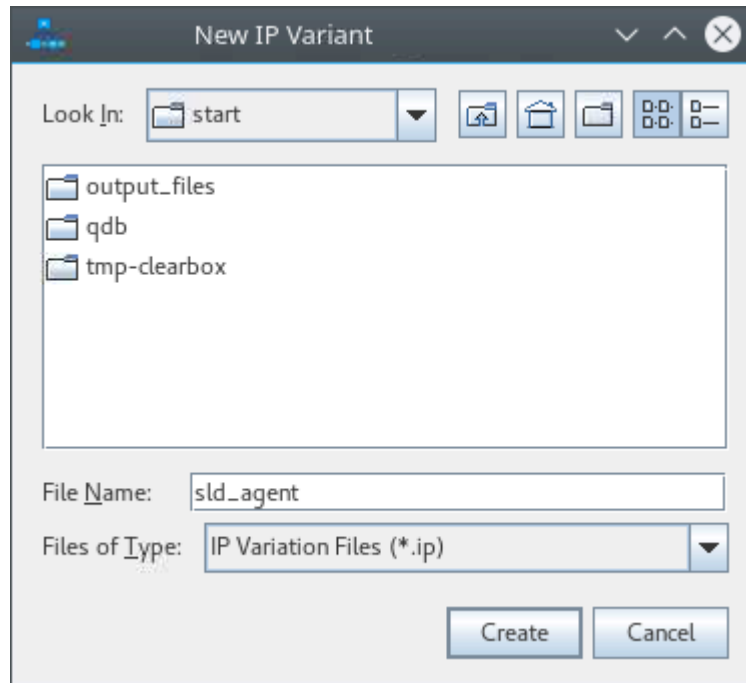 New IP Variant
Look In: start
output_files
qdb
tmp-clearbox
File Name: sld_agent
Files of Type: IP Variation Files (*.ip)
Create Cancel